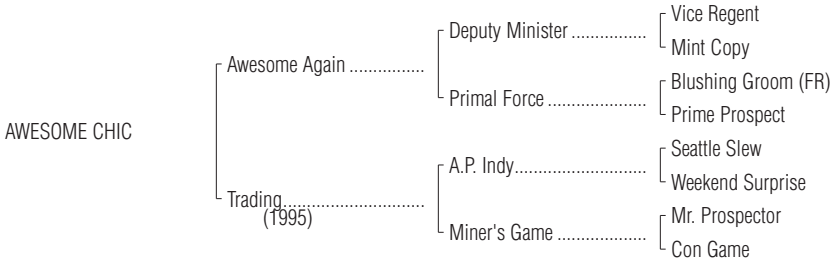 Vice Regent
Deputy Minister ................
Mint Copy
Awesome Again ................
Blushing Groom (FR)
Primal Force .....................
Prime Prospect
AWESOME CHIC
Seattle Slew
A.P. Indy............................
Weekend Surprise
Trading..............................
(1995)
Mr. Prospector
Miner's Game ...................
Con Game